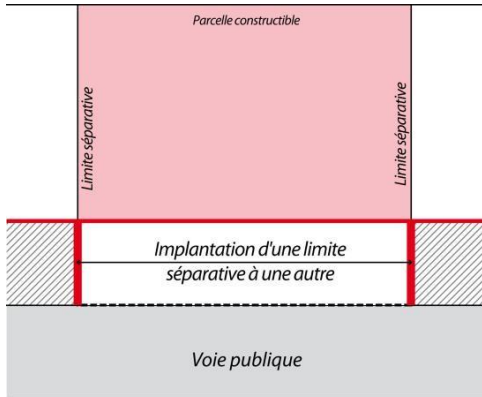 Parcelle constructible
Limite séparative
Limite séparative
Implantation d'une limite
séparative à une autre
Voie publique